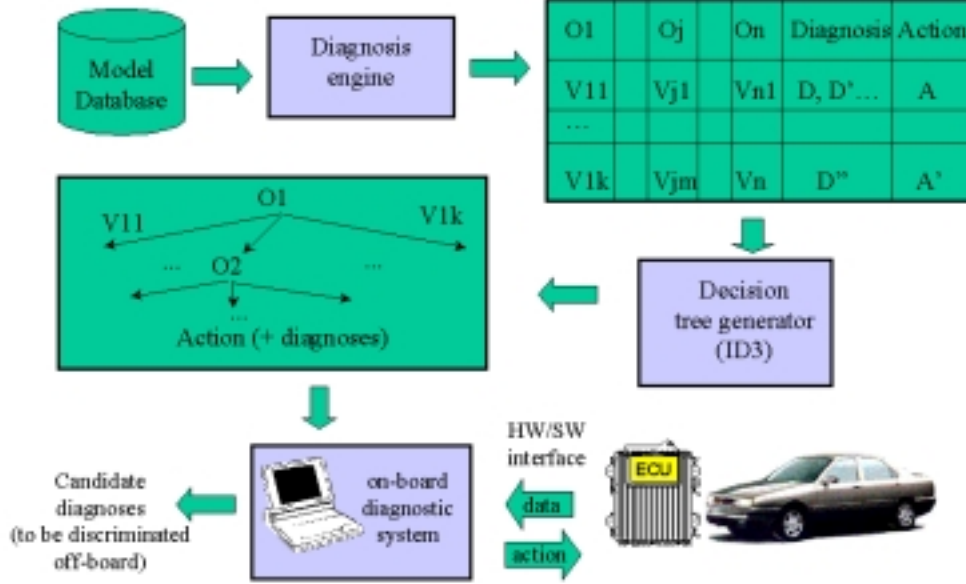 Model
Database
Diagnosis
engine
O1 Oj On Diagnosis Action
V11 Vj1 Vn1 D, D'... A
...
V1k Vjm Vn D" A'
O1
V11 V1k
... O2 ...
...
Action (+ diagnoses)
Decision
tree generator
(ID3)
HW/SW
interface
ECU
data
action
on-board
diagnostic
system
Candidate
diagnoses
(to be discriminated
off-board)